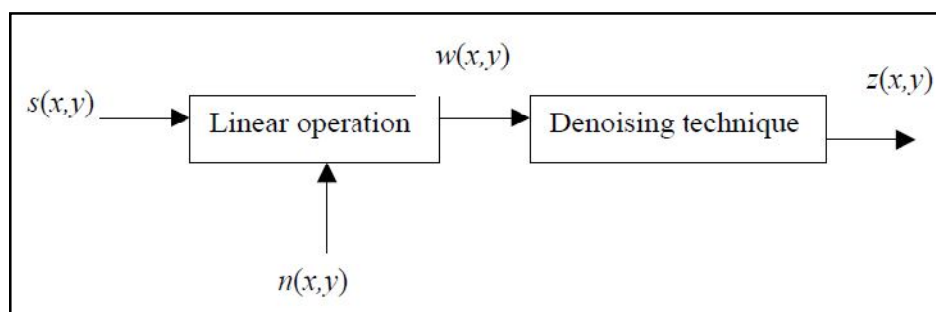 w(x,y)
z(x,y)
s(x,y)
Linear operation
Denoising technique
n(x,y)